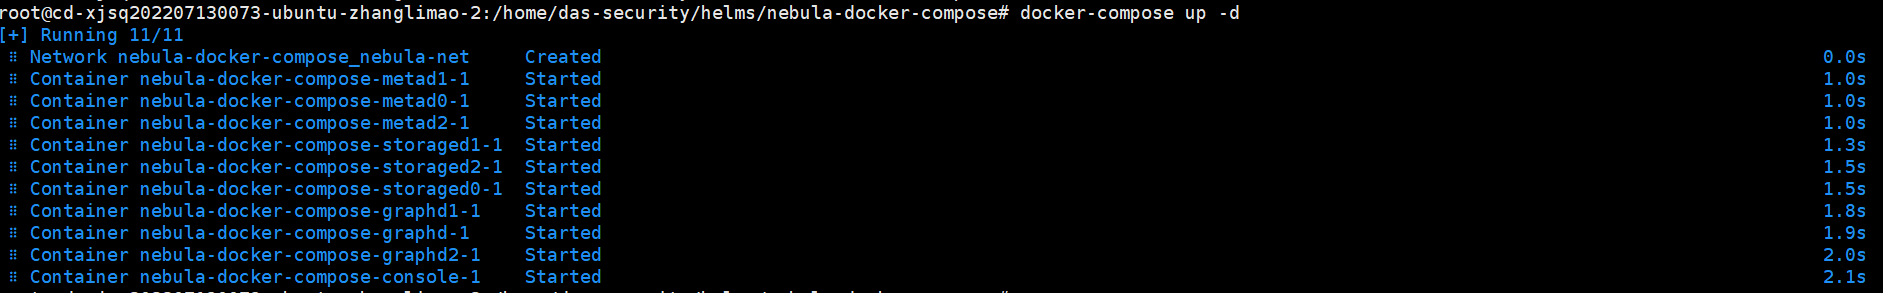 root@cd-xjsq202207130073-ubuntu-zhanglimao-2:/home/das-security/helms/nebula-docker-compose# docker-compose up -d
[+] Running 11/11
⠿ Network nebula-docker-compose_nebula-net Created 0.0s
⠿ Container nebula-docker-compose-metad1-1 Started 1.0s
⠿ Container nebula-docker-compose-metad0-1 Started 1.0s
⠿ Container nebula-docker-compose-metad2-1 Started 1.0s
⠿ Container nebula-docker-compose-storaged1-1 Started 1.3s
⠿ Container nebula-docker-compose-storaged2-1 Started 1.5s
⠿ Container nebula-docker-compose-storaged0-1 Started 1.5s
⠿ Container nebula-docker-compose-graphd1-1 Started 1.8s
⠿ Container nebula-docker-compose-graphd-1 Started 1.9s
⠿ Container nebula-docker-compose-graphd2-1 Started 2.0s
⠿ Container nebula-docker-compose-console-1 Started 2.1s